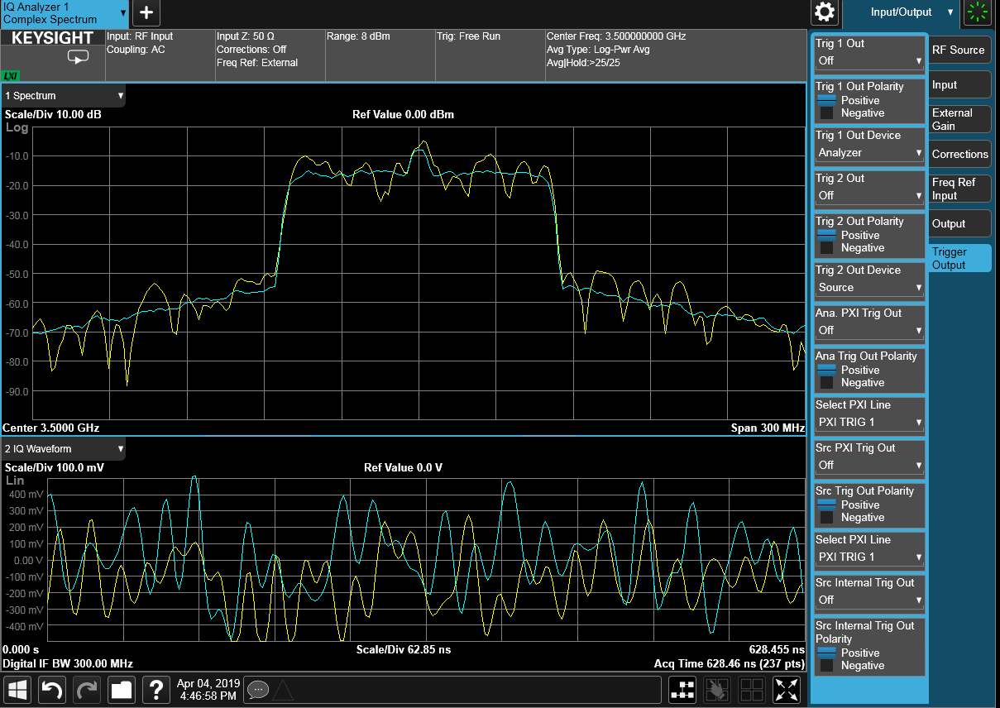 IQ Analyzer 1
Complex Spectrum
+
Input/Output
KEYSIGHT
LXI
Input: RF Input
Coupling: AC
Input Z: 50 Ω
Corrections: Off
Freq Ref: External
Range: 8 dBm
Trig: Free Run
Center Freq: 3.500000000 GHz
Avg Type: Log-Pwr Avg
Avg|Hold:>25/25
1 Spectrum
Scale/Div 10.00 dB
Ref Value 0.00 dBm
Log
-10.0
-20.0
-30.0
-40.0
-50.0
-60.0
-70.0
-80.0
-90.0
Center 3.5000 GHz
Span 300 MHz
2 IQ Waveform
Scale/Div 100.0 mV
Ref Value 0.0 V
Lin
400 mV
300 mV
200 mV
100 mV
0.00 V
-100 mV
-200 mV
-300 mV
-400 mV
0.000 s
Scale/Div 62.85 ns
628.455 ns
Digital IF BW 300.00 MHz
Acq Time 628.46 ns (237 pts)
?
Apr 04, 2019
4:46:58 PM
Trig 1 Out
Off
Trig 1 Out Polarity
Positive
Negative
Trig 1 Out Device
Analyzer
Trig 2 Out
Off
Trig 2 Out Polarity
Positive
Negative
Trig 2 Out Device
Source
Ana. PXI Trig Out
Off
Ana Trig Out Polarity
Positive
Negative
Select PXI Line
PXI TRIG 1
Src PXI Trig Out
Off
Src Trig Out Polarity
Positive
Negative
Select PXI Line
PXI TRIG 1
Src Internal Trig Out
Off
Src Internal Trig Out
Polarity
Positive
Negative
RF Source
Input
External
Gain
Corrections
Freq Ref
Input
Output
Trigger
Output